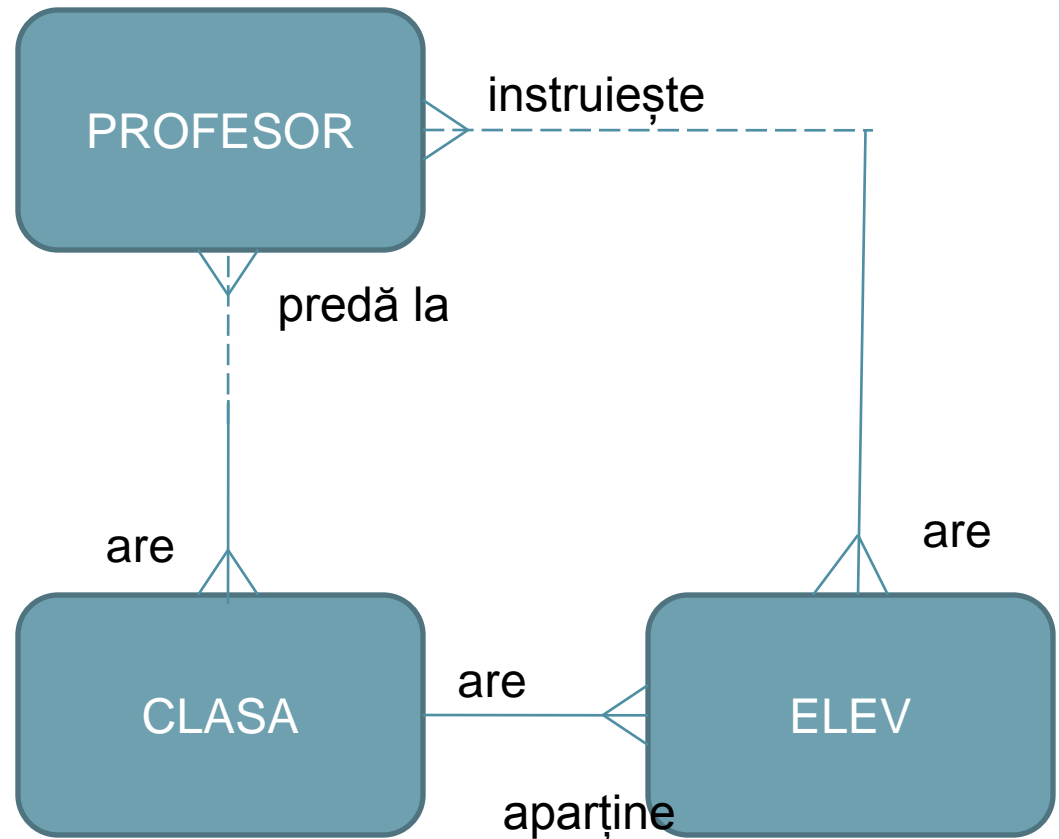 PROFESOR
instruiește
predă la
are
are
CLASA
are
ELEV
aparține